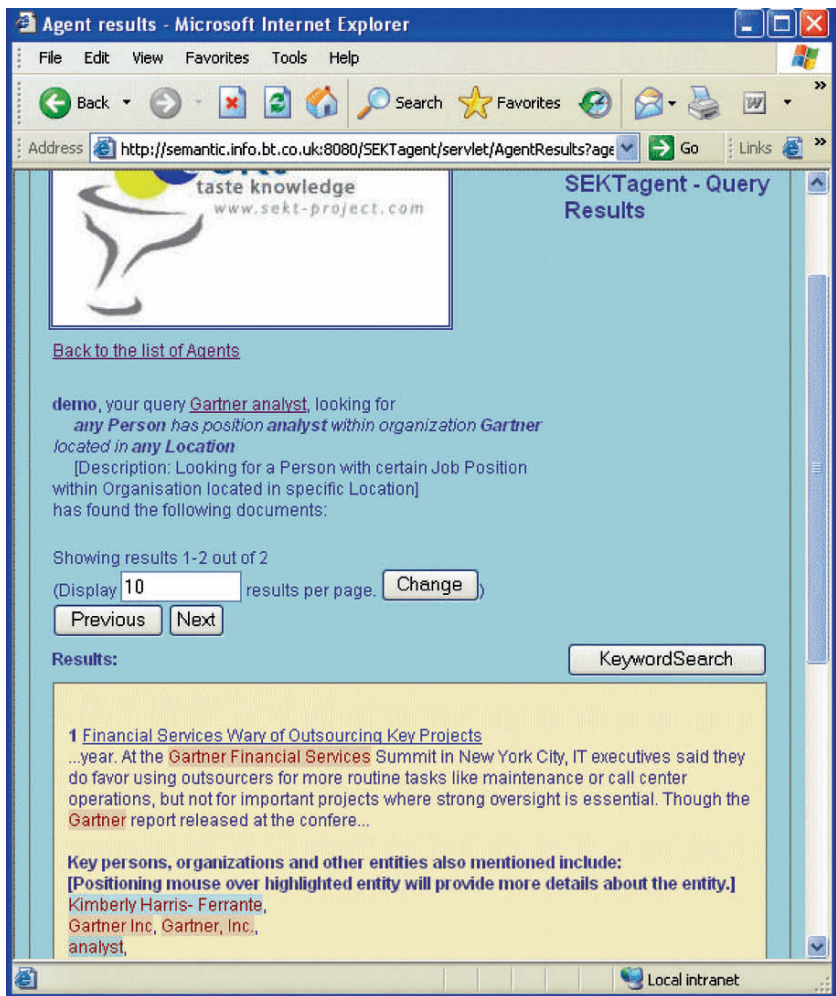 Agent results - Microsoft Internet Explorer
File Edit View Favorites Tools Help
Back Search Favorites W »
Address http://semantic.info.bt.co.uk:8080/SEKTagent/servlet/AgentResults?age Go Links »
taste knowledge
www.sekt-project.com
SEKTagent - Query
Results
Back to the list of Agents
demo, your query Gartner analyst, looking for
any Person has position analyst within organization Gartner
located in any Location
[Description: Looking for a Person with certain Job Position
within Organisation located in specific Location]
has found the following documents:
Showing results 1-2 out of 2
(Display 10 results per page. Change )
Previous Next
Results: KeywordSearch
1 Financial Services Wary of Outsourcing Key Projects
...year. At the Gartner Financial Services Summit in New York City, IT executives said they
do favor using outsourcers for more routine tasks like maintenance or call center
operations, but not for important projects where strong oversight is essential. Though the
Gartner report released at the confere...
Key persons, organizations and other entities also mentioned include:
[Positioning mouse over highlighted entity will provide more details about the entity.]
Kimberly Harris- Ferrante,
Gartner Inc, Gartner, Inc.,
analyst,
Local intranet